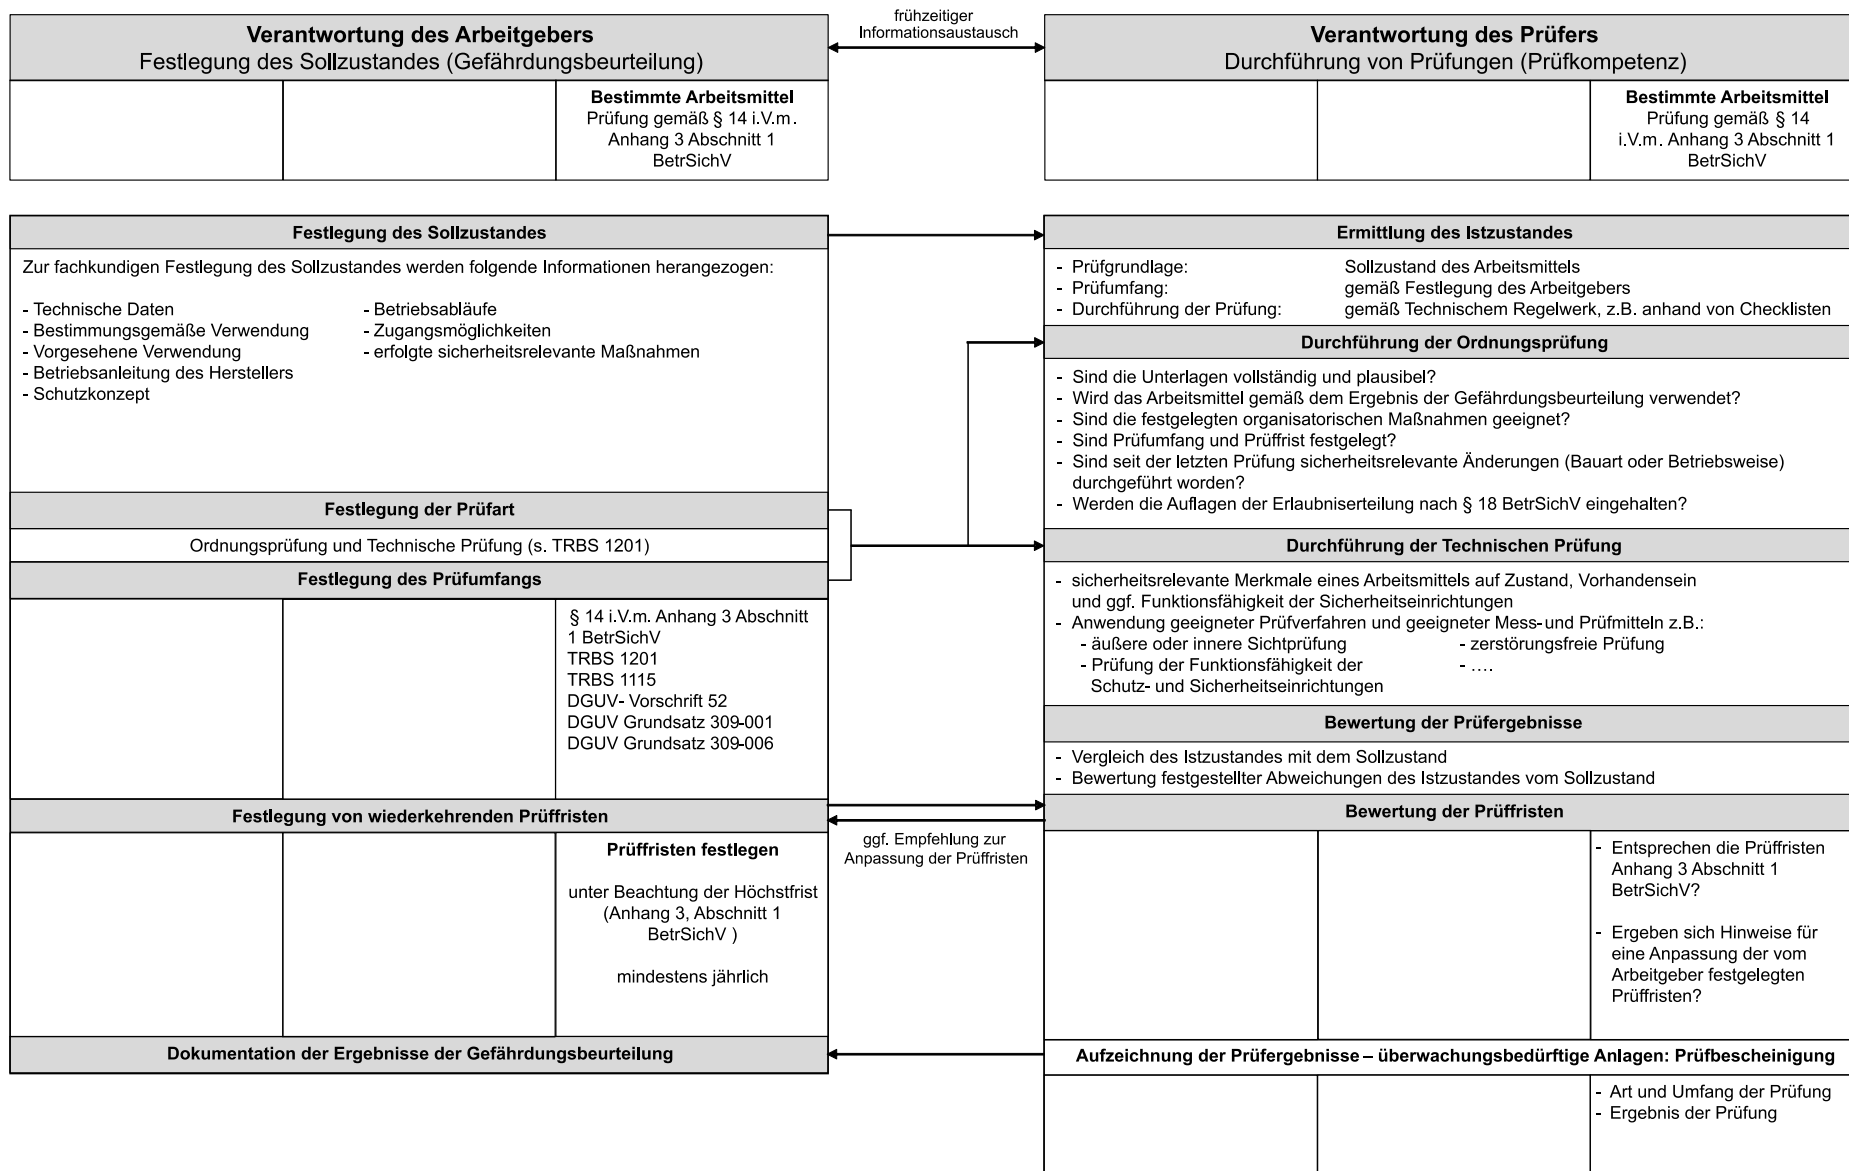 Verantwortung des Arbeitgebers
Festlegung des Sollzustandes (Gefährdungsbeurteilung)
Bestimmte Arbeitsmittel
Prüfung gemäß § 14 i.V.m.
Anhang 3 Abschnitt 1
BetrSichV
frühzeitiger
Informationsaustausch
Verantwortung des Prüfers
Durchführung von Prüfungen (Prüfkompetenz)
Bestimmte Arbeitsmittel
Prüfung gemäß § 14
i.V.m. Anhang 3 Abschnitt 1
BetrSichV
Festlegung des Sollzustandes
Zur fachkundigen Festlegung des Sollzustandes werden folgende Informationen herangezogen:
- Technische Daten
- Bestimmungsgemäße Verwendung
- Vorgesehene Verwendung
- Betriebsanleitung des Herstellers
- Schutzkonzept
- Betriebsabläufe
- Zugangsmöglichkeiten
- erfolgte sicherheitsrelevante Maßnahmen
Festlegung der Prüfart
Ordnungsprüfung und Technische Prüfung (s. TRBS 1201)
Festlegung des Prüfumfangs
§ 14 i.V.m. Anhang 3 Abschnitt
1 BetrSichV
TRBS 1201
TRBS 1115
DGUV- Vorschrift 52
DGUV Grundsatz 309-001
DGUV Grundsatz 309-006
Festlegung von wiederkehrenden Prüffristen
Prüffristen festlegen
unter Beachtung der Höchstfrist
(Anhang 3, Abschnitt 1
BetrSichV )
mindestens jährlich
Dokumentation der Ergebnisse der Gefährdungsbeurteilung
ggf. Empfehlung zur
Anpassung der Prüffristen
Ermittlung des Istzustandes
- Prüfgrundlage: Sollzustand des Arbeitsmittels
- Prüfumfang: gemäß Festlegung des Arbeitgebers
- Durchführung der Prüfung: gemäß Technischem Regelwerk, z.B. anhand von Checklisten
Durchführung der Ordnungsprüfung
- Sind die Unterlagen vollständig und plausibel?
- Wird das Arbeitsmittel gemäß dem Ergebnis der Gefährdungsbeurteilung verwendet?
- Sind die festgelegten organisatorischen Maßnahmen geeignet?
- Sind Prüfumfang und Prüffrist festgelegt?
- Sind seit der letzten Prüfung sicherheitsrelevante Änderungen (Bauart oder Betriebsweise)
durchgeführt worden?
- Werden die Auflagen der Erlaubniserteilung nach § 18 BetrSichV eingehalten?
Durchführung der Technischen Prüfung
- sicherheitsrelevante Merkmale eines Arbeitsmittels auf Zustand, Vorhandensein
und ggf. Funktionsfähigkeit der Sicherheitseinrichtungen
- Anwendung geeigneter Prüfverfahren und geeigneter Mess- und Prüfmitteln z.B.:
- äußere oder innere Sichtprüfung
- Prüfung der Funktionsfähigkeit der
Schutz- und Sicherheitseinrichtungen
- zerstörungsfreie Prüfung
- ....
Bewertung der Prüfergebnisse
- Vergleich des Istzustandes mit dem Sollzustand
- Bewertung festgestellter Abweichungen des Istzustandes vom Sollzustand
Bewertung der Prüffristen
- Entsprechen die Prüffristen
Anhang 3 Abschnitt 1
BetrSichV?
- Ergeben sich Hinweise für
eine Anpassung der vom
Arbeitgeber festgelegten
Prüffristen?
Aufzeichnung der Prüfergebnisse – überwachungsbedürftige Anlagen: Prüfbescheinigung
- Art und Umfang der Prüfung
- Ergebnis der Prüfung